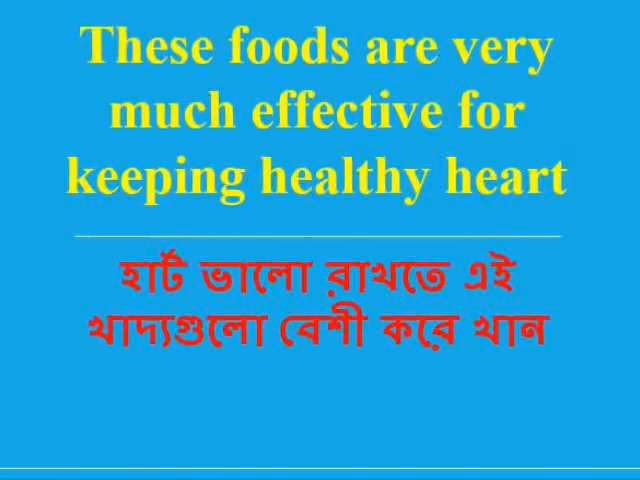 These foods are very
much effective for
keeping healthy heart
হার্ট ভালো রাখতে এই
খাদ্যগুলো বেশী করে খান